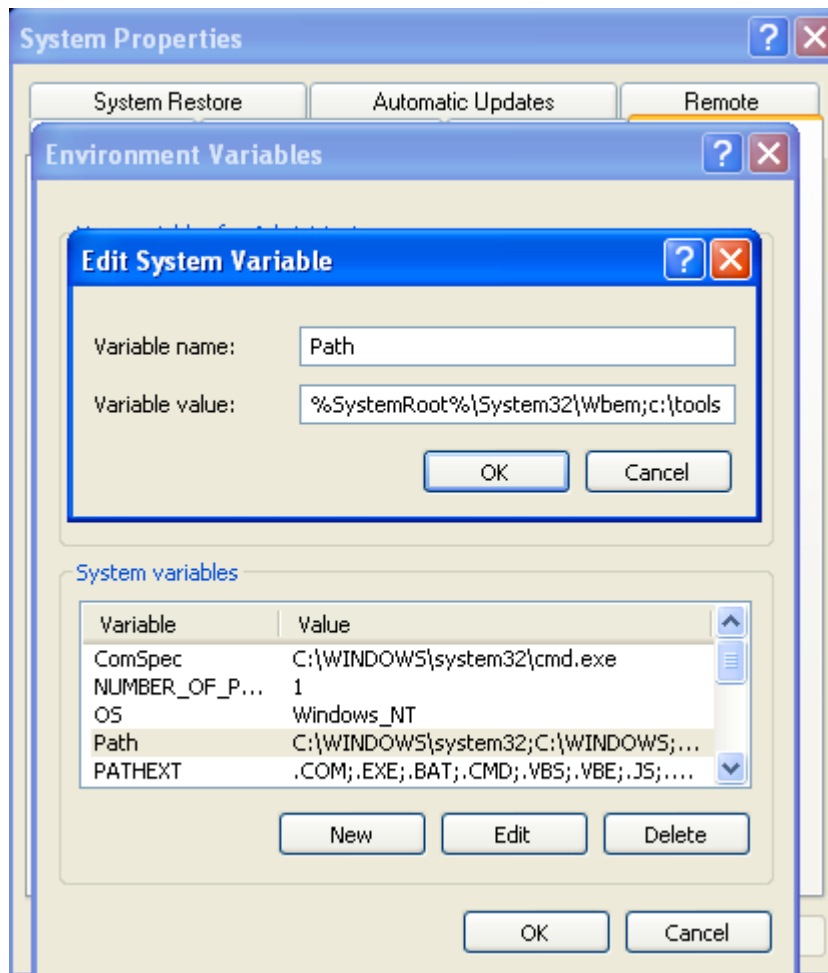 System Properties
System Restore Automatic Updates Remote
Environment Variables
Edit System Variable
Variable name: Path
Variable value: %SystemRoot%\System32\Wbem;c:\tools
OK Cancel
System variables
Variable Value
ComSpec C:\WINDOWS\system32\cmd.exe
NUMBER_OF_P... 1
OS Windows_NT
Path C:\WINDOWS\system32;C:\WINDOWS;...
PATHEXT .COM;.EXE;.BAT;.CMD;.VBS;.VBE;.JS;....
New Edit Delete
OK Cancel